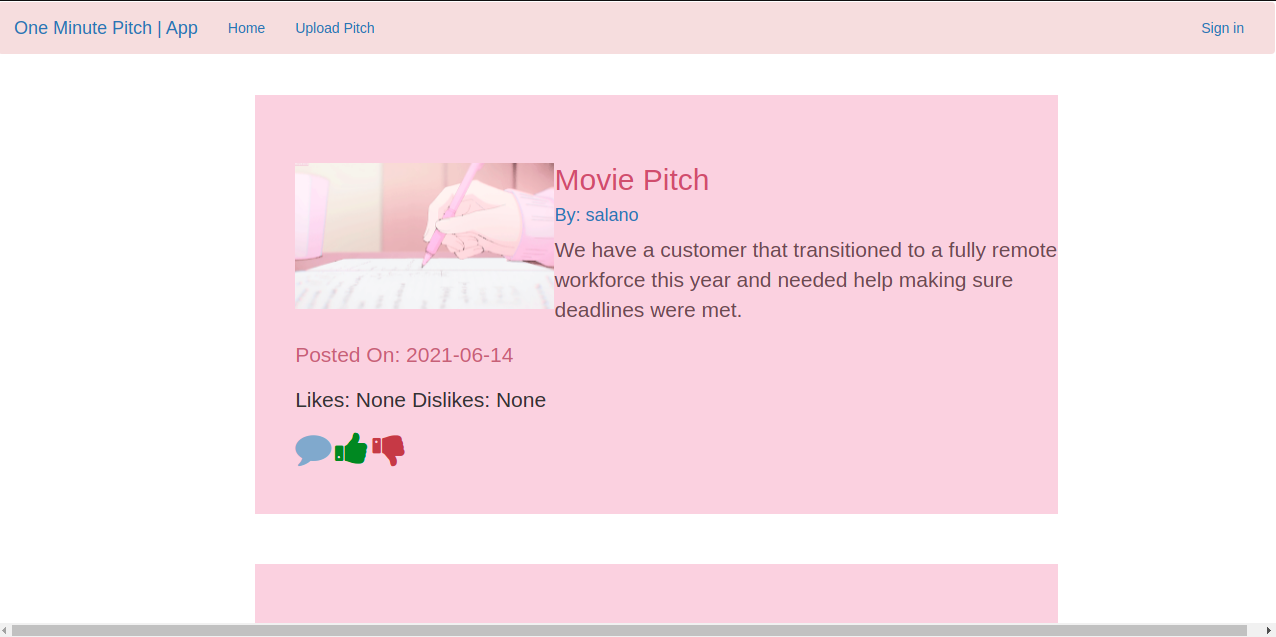 One Minute Pitch | App Home Upload Pitch Sign in
Movie Pitch
By: salano
We have a customer that transitioned to a fully remote
workforce this year and needed help making sure
deadlines were met.
Posted On: 2021-06-14
Likes: None Dislikes: None